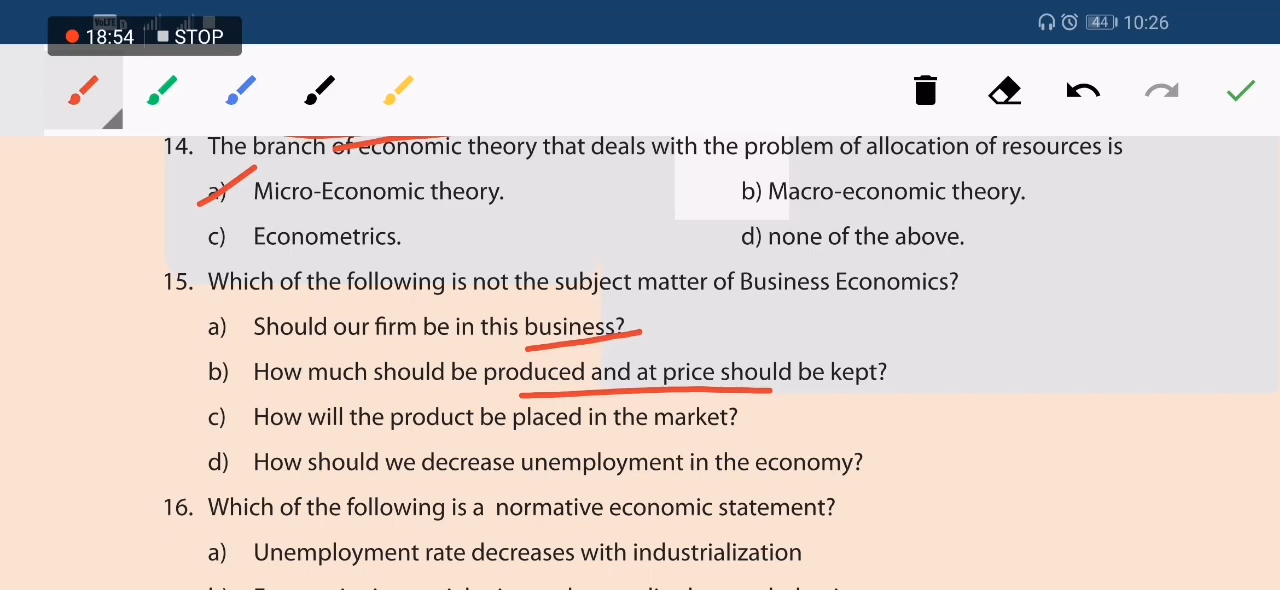 18:54 STOP
44 10:26
14. The branch of economic theory that deals with the problem of allocation of resources is
a) Micro-Economic theory. b) Macro-economic theory.
c) Econometrics. d) none of the above.
15. Which of the following is not the subject matter of Business Economics?
a) Should our firm be in this business?
b) How much should be produced and at price should be kept?
c) How will the product be placed in the market?
d) How should we decrease unemployment in the economy?
16. Which of the following is a normative economic statement?
a) Unemployment rate decreases with industrialization